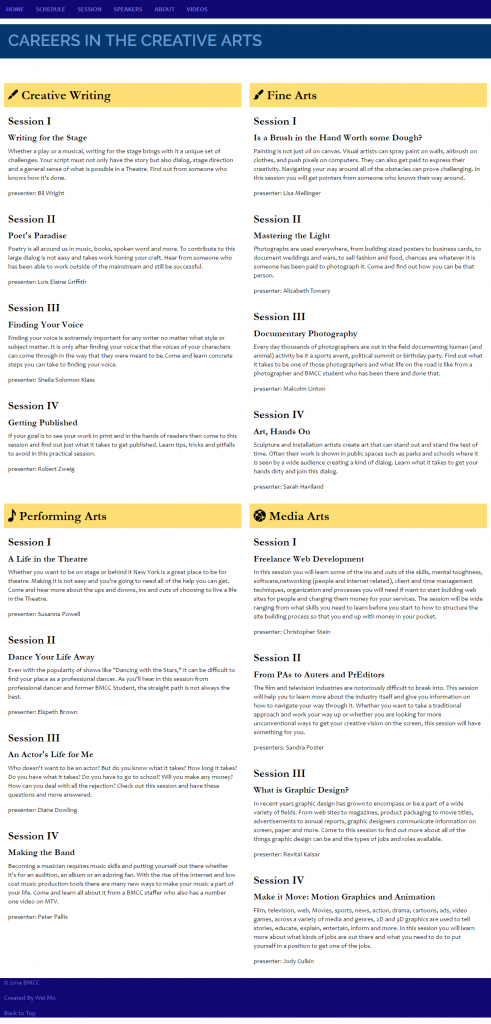 HOME SCHEDULE SESSION SPEAKERS ABOUT VIDEOS
CAREERS IN THE CREATIVE ARTS
Creative Writing
Session I
Writing for the Stage
Whether a play or a musical, writing for the stage brings with it a unique set of
challenges. Your script must not only have the story but also dialog, stage direction
and a general sense of what is possible in a Theatre. Find out from someone who
knows how it's done.
presenter: Bil Wright
Session II
Poet's Paradise
Poetry is all around us in music, books, spoken word and more. To contribute to this
large dialog is not easy and takes work honing your craft. Hear from someone who
has been able to work outside of the mainstream and still be successful.
presenter: Lois Elaine Griffith
Session III
Finding Your Voice
Finding your voice is extremely important for any writer no matter what style or
subject matter. It is only after finding your voice that the voices of your characters
can come through in the way that they were meant to be.Come and learn concrete
steps you can take to finding your voice.
presenter: Sheila Solomon Klass
Session IV
Getting Published
If your goal is to see your work in print and in the hands of readers then come to this
session and find out just what it takes to get published. Learn tips, tricks and pitfalls
to avoid in this practical session.
presenter: Robert Zweig
Fine Arts
Session I
Is a Brush in the Hand Worth some Dough?
Painting is not just oil on canvas. Visual artists can spray paint on walls, airbrush on
clothes, and push pixels on computers. They can also get paid to express their
creativity. Navigating your way around all of the obstacles can prove challenging. In
this session you will get pointers from someone who knows their way around.
presenter: Lisa Mellinger
Session II
Mastering the Light
Photographs are used everywhere, from building sized posters to business cards, to
document weddings and wars, to sell fashion and food, chances are whatever it is
someone has been paid to photograph it. Come and find out how you can be that
person.
presenter: Alizabeth Towery
Session III
Documentary Photography
Every day thousands of photographers are out in the field documenting human (and
animal) activity be it a sports event, political summit or birthday party. Find out what
it takes to be one of those photographers and what life on the road is like from a
photographer and BMCC student who has been there and done that.
presenter: Malcolm Linton
Session IV
Art, Hands On
Sculpture and installation artists create art that can stand out and stand the test of
time. Often their work is shown in public spaces such as parks and schools where it
is seen by a wide audience creating a kind of dialog. Learn what it takes to get your
hands dirty and join this dialog.
presenter: Sarah Haviland
Performing Arts
Session I
A Life in the Theatre
Whether you want to be on stage or behind it New York is a great place to be for
theatre. Making it is not easy and you're going to need all of the help you can get.
Come and hear more about the ups and downs, ins and outs of choosing to live a life
in the Theatre.
presenter: Susanna Powell
Session II
Dance Your Life Away
Even with the popularity of shows like "Dancing with the Stars," it can be difficult to
find your place as a professional dancer. As you'll hear in this session from
professional dancer and former BMCC Student, the straight path is not always the
best.
presenter: Elspeth Brown
Session III
An Actor's Life for Me
Who doesn't want to be an actor? But do you know what it takes? How long it takes?
Do you have what it takes? Do you have to go to school? Will you make any money?
How can you deal with all the rejection? Check out this session and have these
questions and more answered.
presenter: Diane Dowling
Session IV
Making the Band
Becoming a musician requires music skills and putting yourself out there whether
it's for an audition, an album or an adoring fan. With the rise of the Internet and low
cost music production tools there are many new ways to make your music a part of
your life. Come and learn all about it from a BMCC staffer who also has a number
one video on MTV.
presenter: Peter Pallis
Media Arts
Session I
Freelance Web Development
In this session you will learn some of the ins and outs of the skills, mental toughness,
software,networking (people and internet related), client and time management
techniques, organization and processes you will need if want to start building web
sites for people and charging them money for your services. The session will be wide
ranging from what skills you need to learn before you start to how to structure the
site building process so that you end up with money in your pocket.
presenter: Christopher Stein
Session II
From PAs to Auters and PrEditors
The film and television industries are notoriously difficult to break into. This session
will help you to learn more about the industry itself and give you information on
how to navigate your way through it. Whether you want to take a traditional
approach and work your way up or whether you are looking for more
unconventional ways to get your creative vision on the screen, this session will have
something for you.
presenters: Sandra Poster
Session III
What is Graphic Design?
In recent years graphic design has grown to encompass or be a part of a wide
variety of fields. From web sites to magazines, product packaging to movie titles,
advertisements to annual reports, graphic designers communicate information on
screen, paper and more. Come to this session to find out more about all of the
things graphic design can be and the types of jobs and roles available.
presenter: Revital Kaisar
Session IV
Make it Move: Motion Graphics and Animation
Film, television, web, Movies, sports, news, action, drama, cartoons, ads, video
games, across a variety of media and genres, 2D and 3D graphics are used to tell
stories, educate, explain, entertain, inform and more. In this session you will learn
more about what kinds of jobs are out there and what you need to do to put
yourself in a position to get one of the jobs.
presenter: Jody Culkin
© 2014 BMCC
Created By Wei Mo
Back to Top